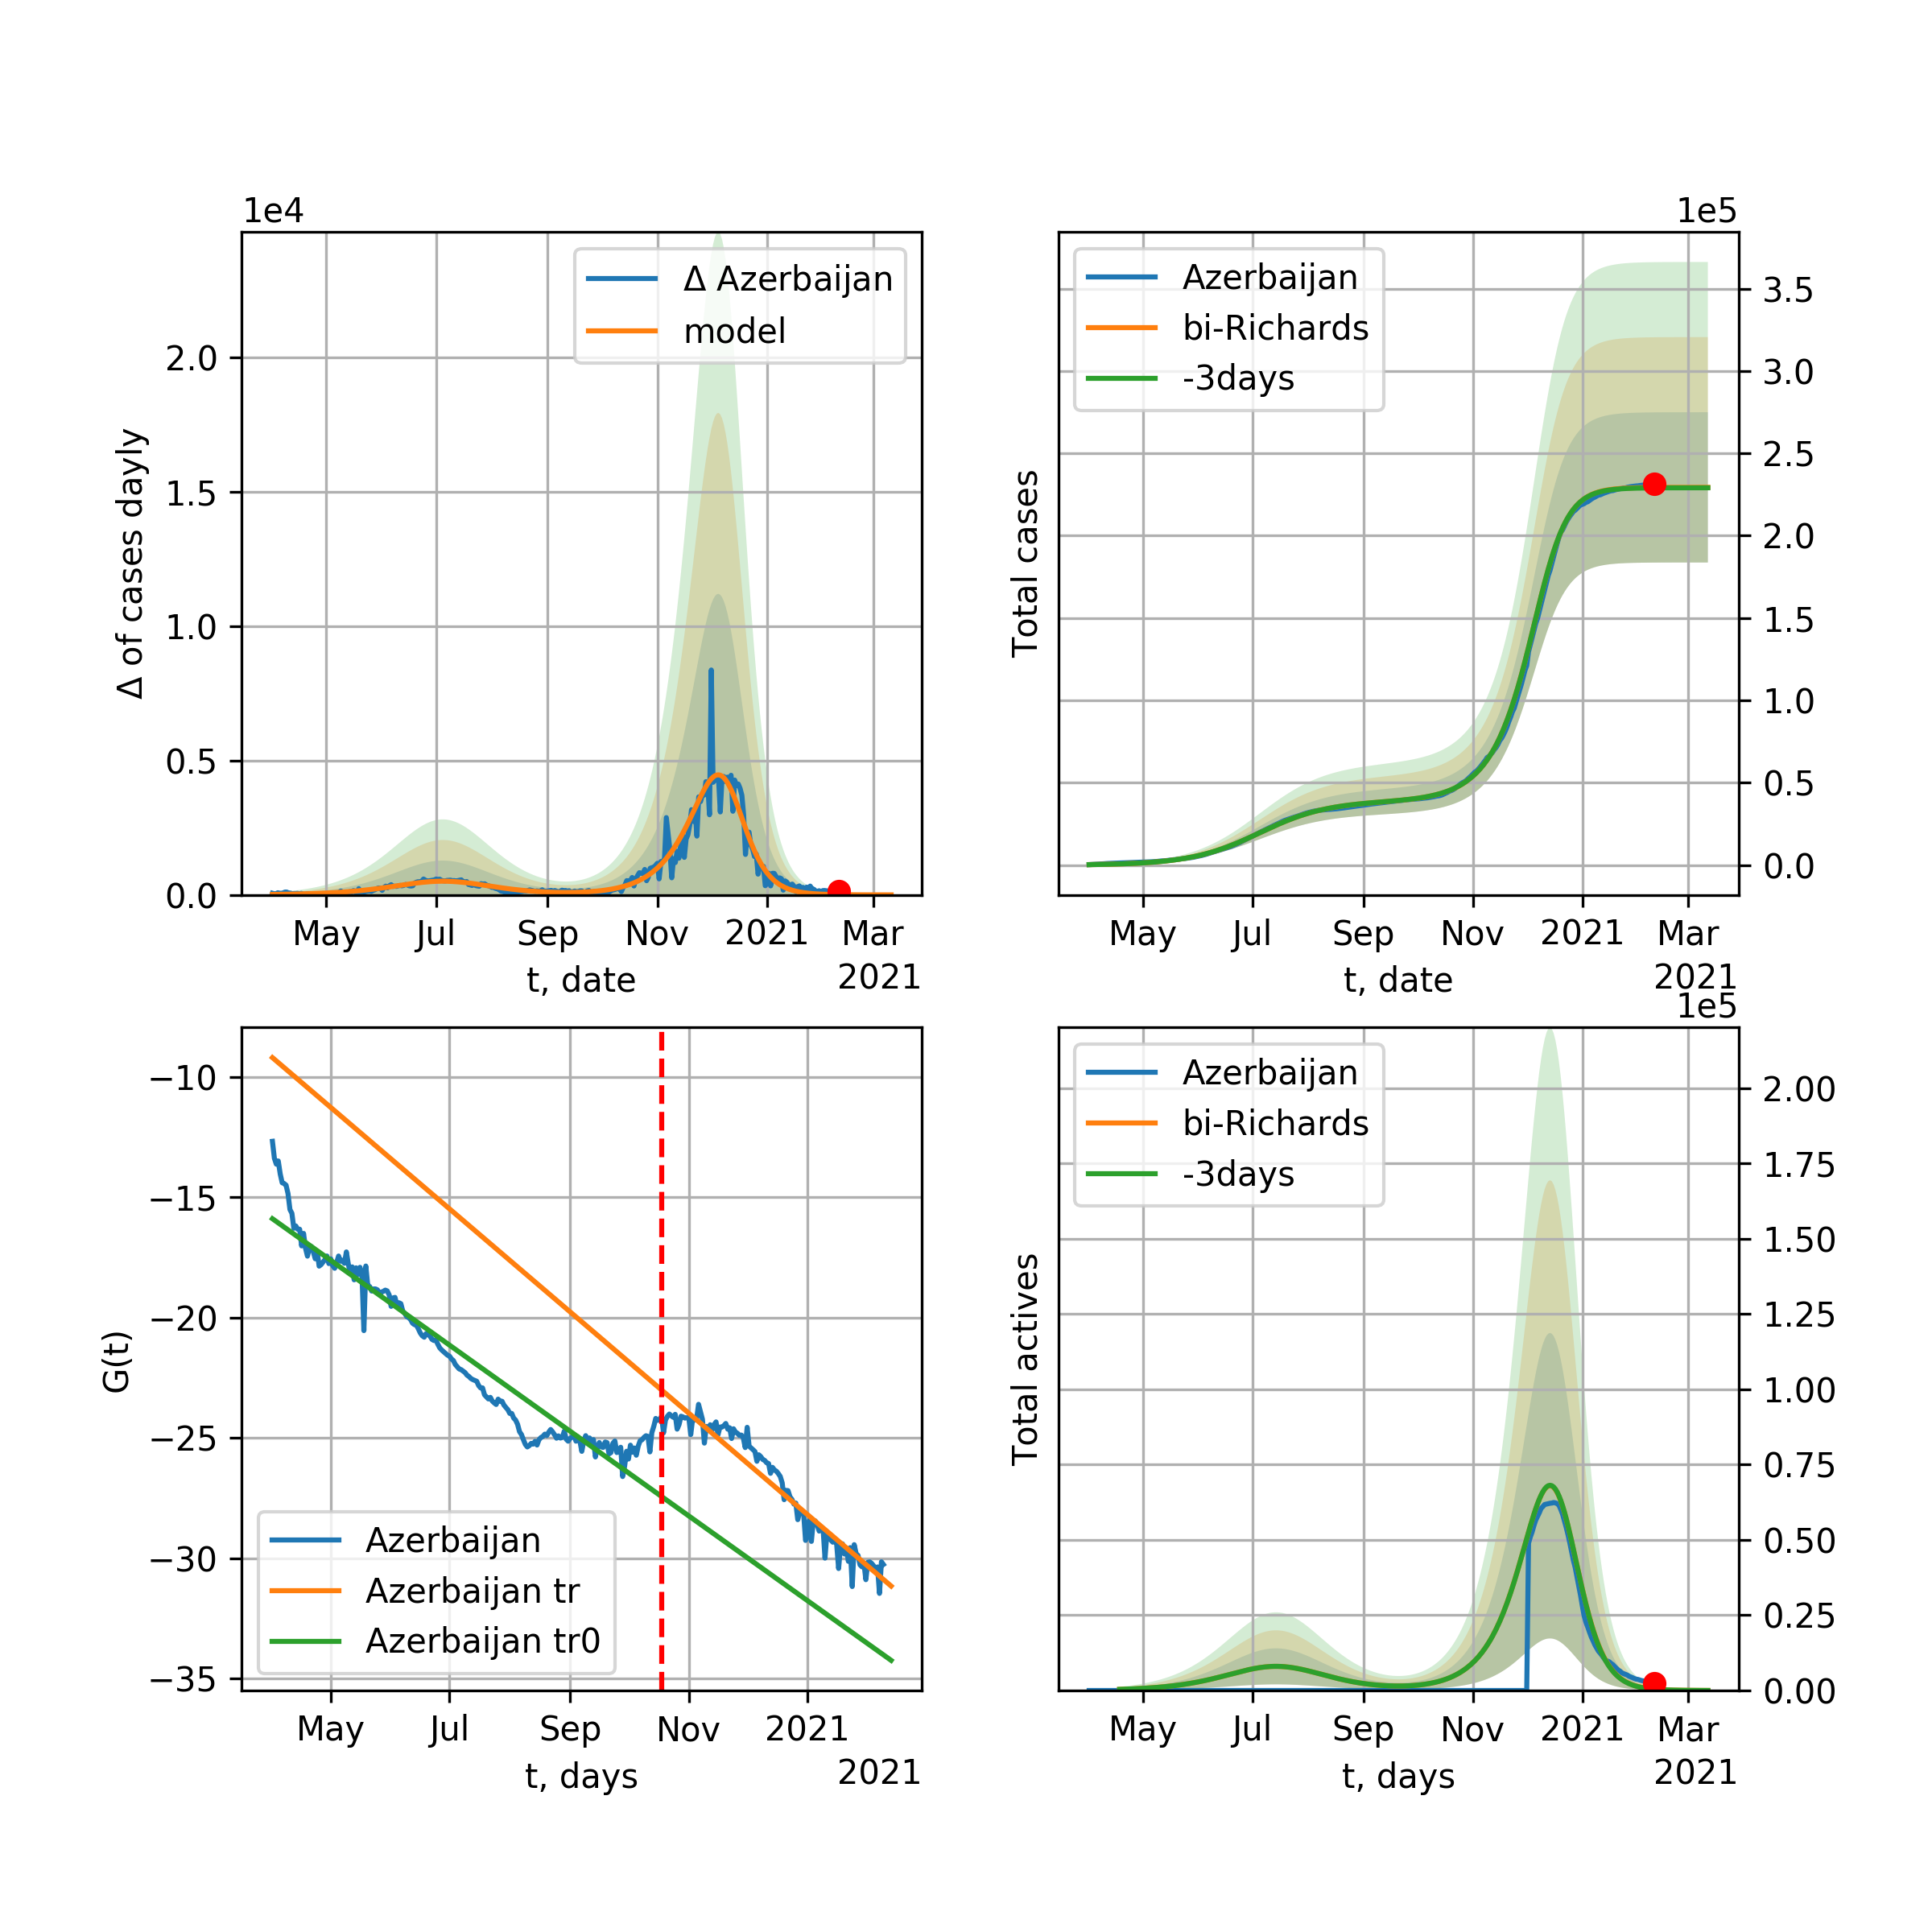 1e4
Δ Azerbaijan
model
2.0
1.5
1.0
0.5
0.0
Δ of cases dayly
May Jul Sep Nov 2021 Mar
t, date
2021
1e5
Azerbaijan
bi-Richards
-3days
3.5
3.0
2.5
2.0
1.5
1.0
0.5
0.0
Total cases
May Jul Sep Nov 2021 Mar
t, date
2021
−10
−15
−20
−25
−30
−35
G(t)
Azerbaijan
Azerbaijan tr
Azerbaijan tr0
May Jul Sep Nov 2021
t, days
2021
1e5
Azerbaijan
bi-Richards
-3days
2.00
1.75
1.50
1.25
1.00
0.75
0.50
0.25
0.00
Total actives
May Jul Sep Nov 2021 Mar
t, days
2021